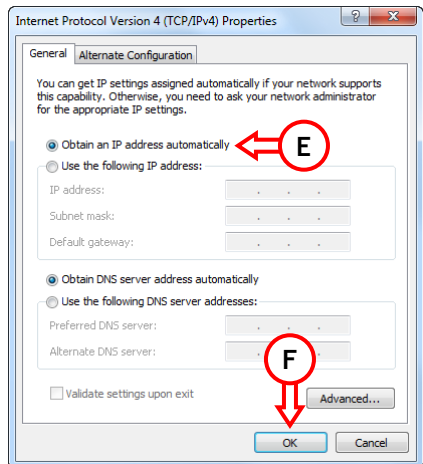 Internet Protocol Version 4 (TCP/IPv4) Properties
?
General
Alternate Configuration
You can get IP settings assigned automatically if your network supports
this capability. Otherwise, you need to ask your network administrator
for the appropriate IP settings.
Obtain an IP address automatically
E
Use the following IP address:
IP address:
. . .
Subnet mask:
. . .
Default gateway:
. . .
Obtain DNS server address automatically
Use the following DNS server addresses:
Preferred DNS server:
. . .
Alternate DNS server:
. . .
F
Validate settings upon exit
Advanced...
OK
Cancel